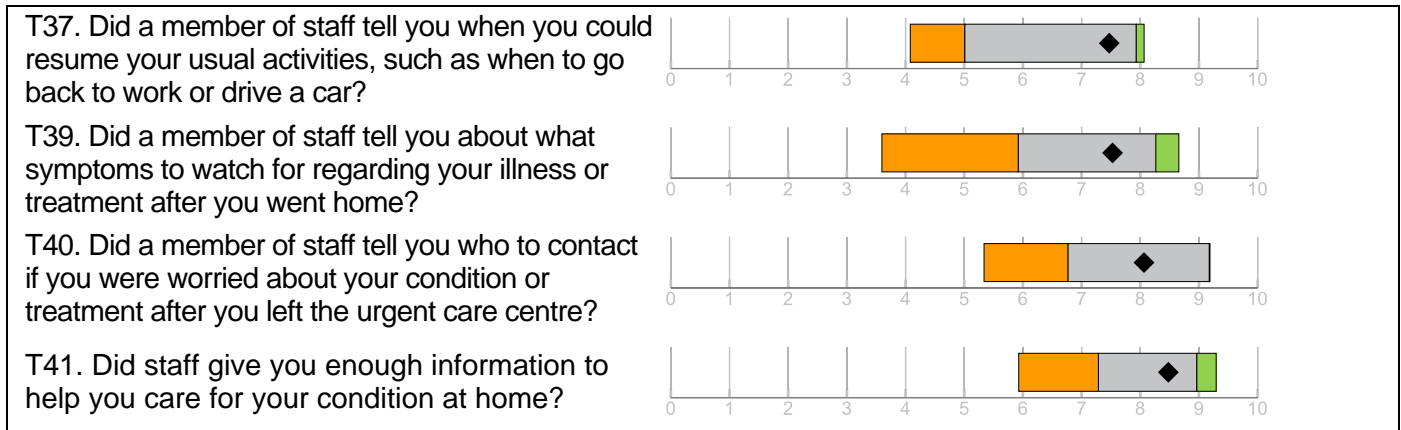 T37. Did a member of staff tell you when you could
resume your usual activities, such as when to go
back to work or drive a car?
0 1 2 3 4 5 6 7 8 9 10
T39. Did a member of staff tell you about what
symptoms to watch for regarding your illness or
treatment after you went home?
0 1 2 3 4 5 6 7 8 9 10
T40. Did a member of staff tell you who to contact
if you were worried about your condition or
treatment after you left the urgent care centre?
0 1 2 3 4 5 6 7 8 9 10
T41. Did staff give you enough information to
help you care for your condition at home?
0 1 2 3 4 5 6 7 8 9 10